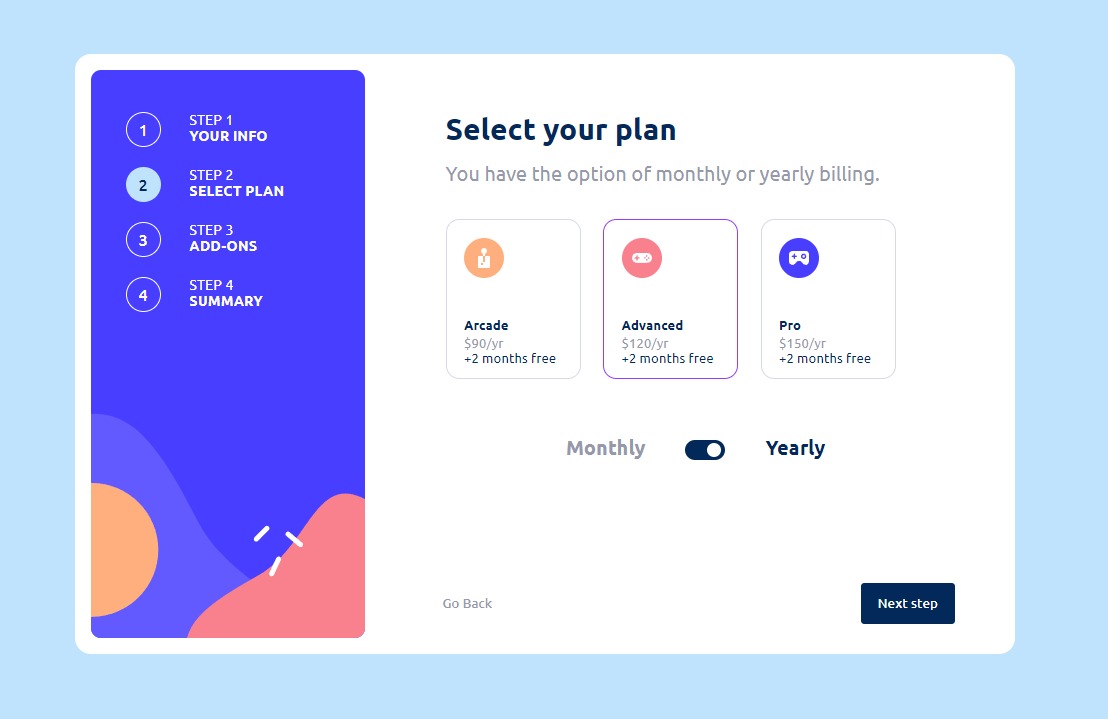 1
STEP 1
YOUR INFO
2
STEP 2
SELECT PLAN
3
STEP 3
ADD-ONS
4
STEP 4
SUMMARY
Select your plan
You have the option of monthly or yearly billing.
Arcade
$90/yr
+2 months free
Advanced
$120/yr
+2 months free
Pro
$150/yr
+2 months free
Monthly
Yearly
Go Back
Next step